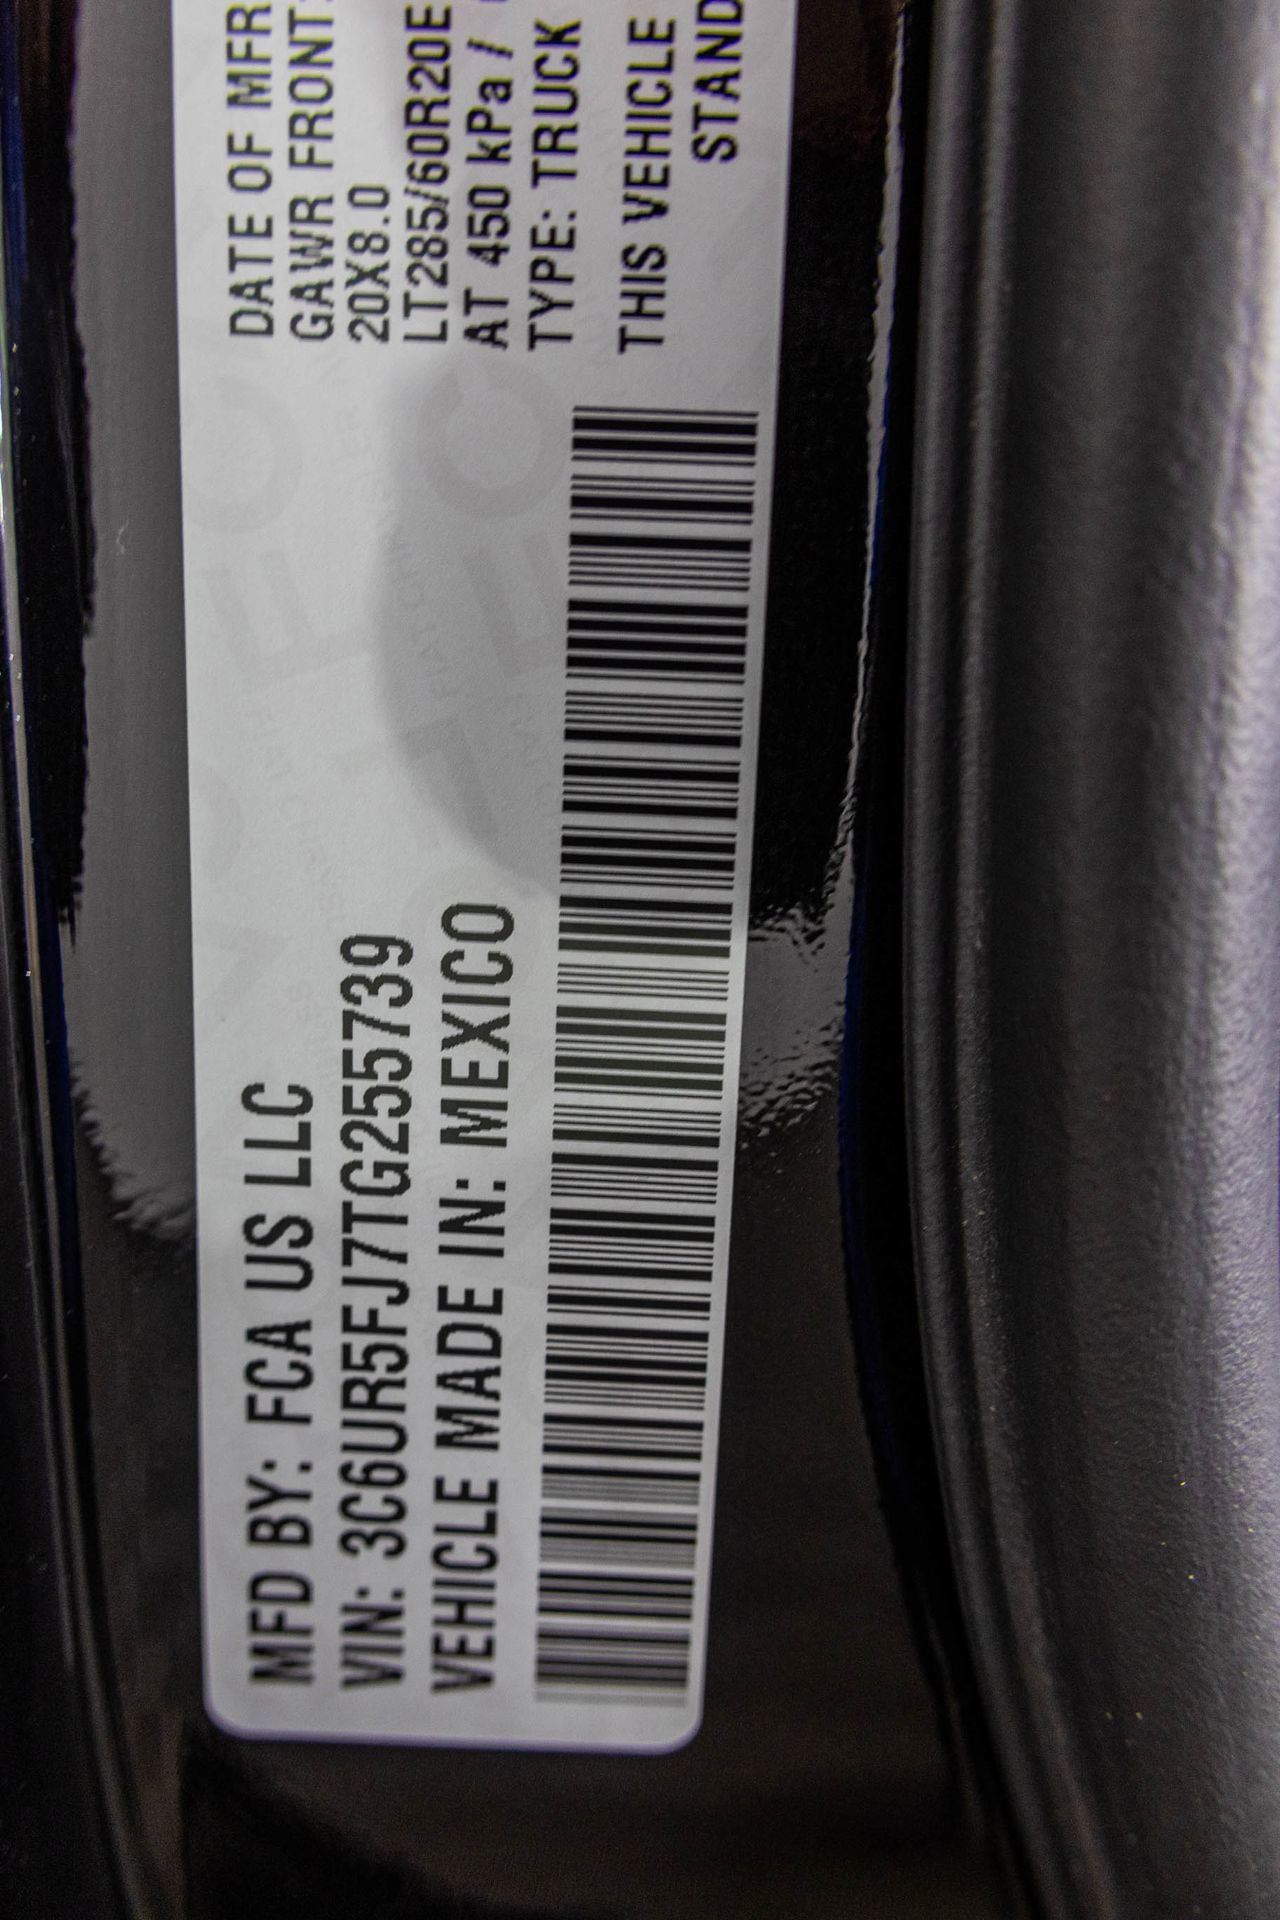 MFD BY: FCA US LLC
VIN: 3C6UR5FJ7TG255739
VEHICLE MADE IN: MEXICO
DATE OF MFR
GAWR FRONT:
20X8.0
LT285/60R20E
AT 450 kPa /
TYPE: TRUCK
THIS VEHICLE
STAND